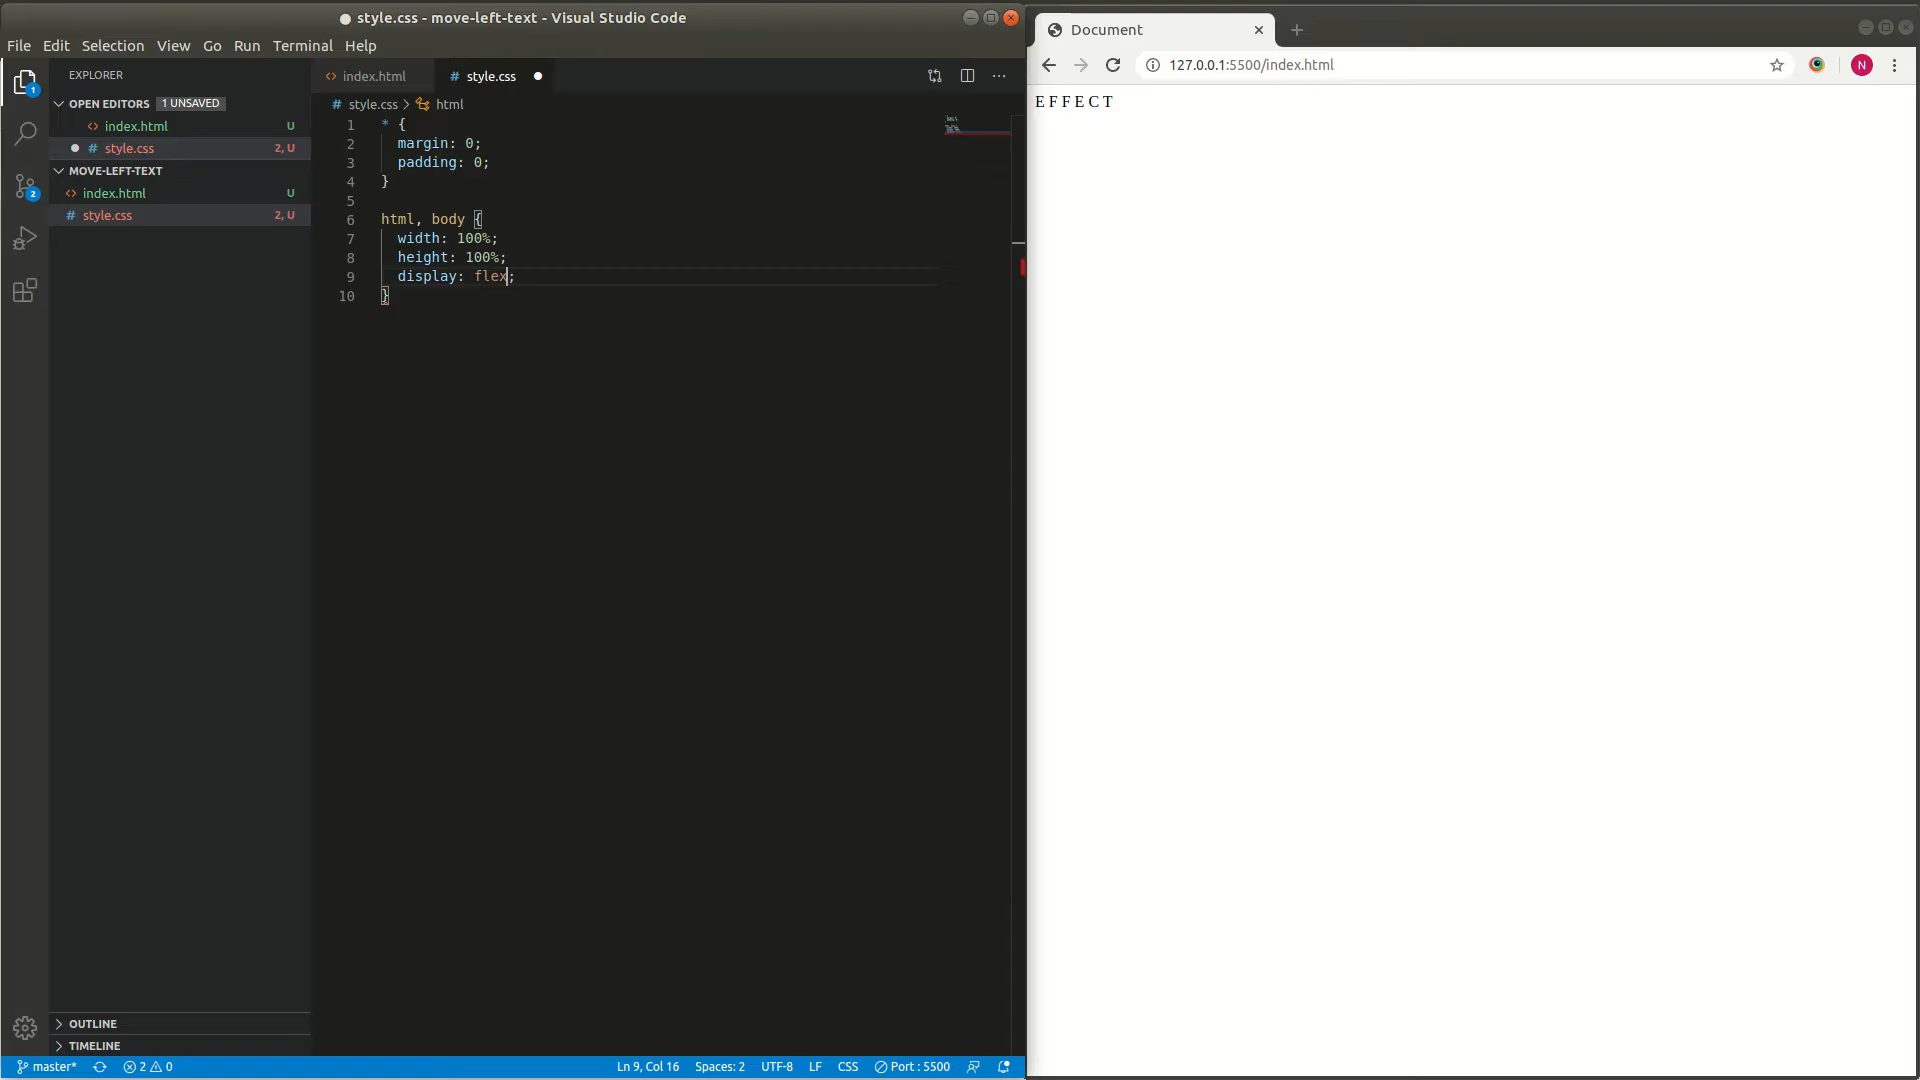 style.css - move-left-text - Visual Studio Code
File Edit Selection View Go Run Terminal Help
EXPLORER
OPEN EDITORS 1 UNSAVED
index.html U
style.css 2, U
MOVE-LEFT-TEXT
index.html U
style.css 2, U
OUTLINE
TIMELINE
1
2
index.html
style.css
style.css > html
1 * {
2 margin: 0;
3 padding: 0;
4 }
5
6 html, body {
7 width: 100%;
8 height: 100%;
9 display: flex;
10 }
master* 2 0 Ln 9, Col 16 Spaces: 2 UTF-8 LF CSS Port : 5500
Document
127.0.0.1:5500/index.html
N
E F F E C T